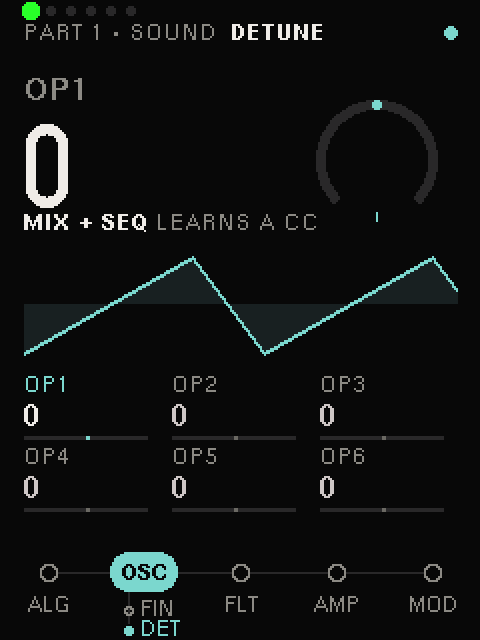 PART 1 · SOUND DETUNE
OP1
0
MIX + SEQ LEARNS A CC
OP1 OP2 OP3
0 0 0
OP4 OP5 OP6
0 0 0
OSC
ALG FIN FLT AMP MOD
DET